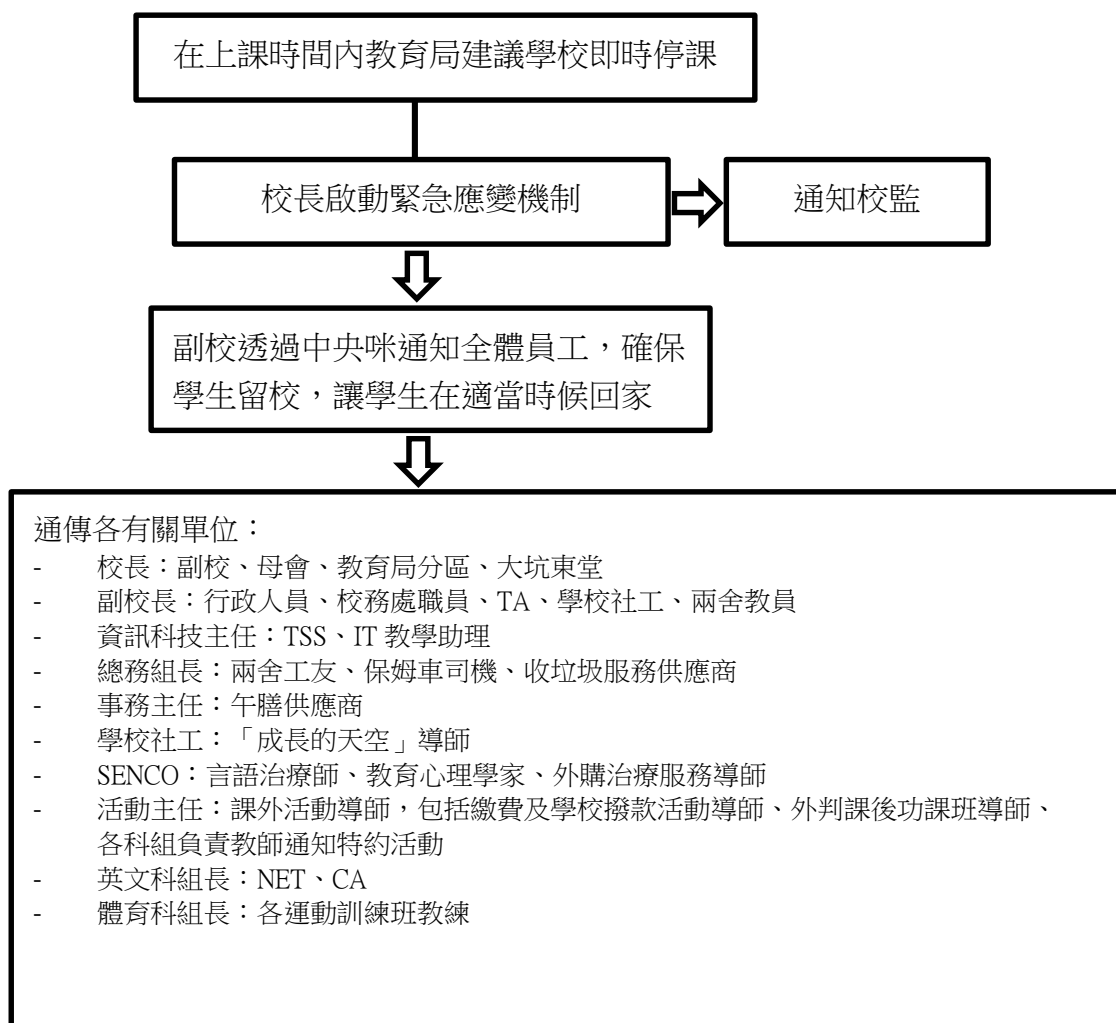 在上課時間內教育局建議學校即時停課
校長啟動緊急應變機制
通知校監
副校透過中央咪通知全體員工，確保
學生留校，讓學生在適當時候回家
通傳各有關單位：
- 校長：副校、母會、教育局分區、大坑東堂
- 副校長：行政人員、校務處職員、TA、學校社工、兩舍教員
- 資訊科技主任：TSS、IT 教學助理
- 總務組長：兩舍工友、保姆車司機、收垃圾服務供應商
- 事務主任：午膳供應商
- 學校社工：「成長的天空」導師
- SENCO：言語治療師、教育心理學家、外購治療服務導師
- 活動主任：課外活動導師，包括繳費及學校撥款活動導師、外判課後功課班導師、
各科組負責教師通知特約活動
- 英文科組長：NET、CA
- 體育科組長：各運動訓練班教練